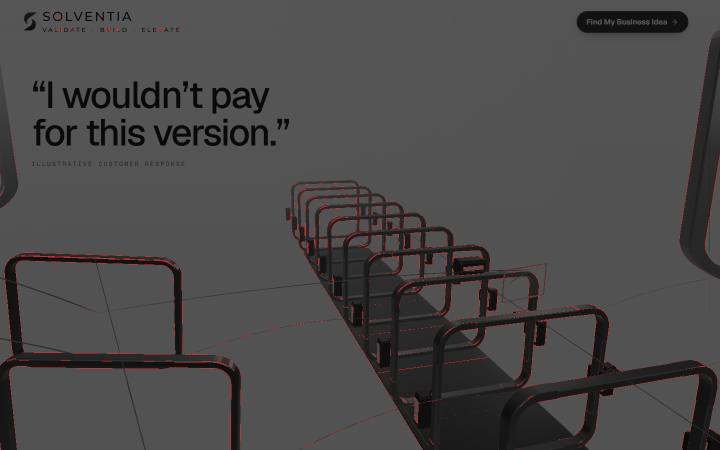 SOLVENTIA
VALIDATE · BUILD · ELEVATE
Find My Business Idea →
“I wouldn’t pay
for this version.”
ILLUSTRATIVE CUSTOMER RESPONSE